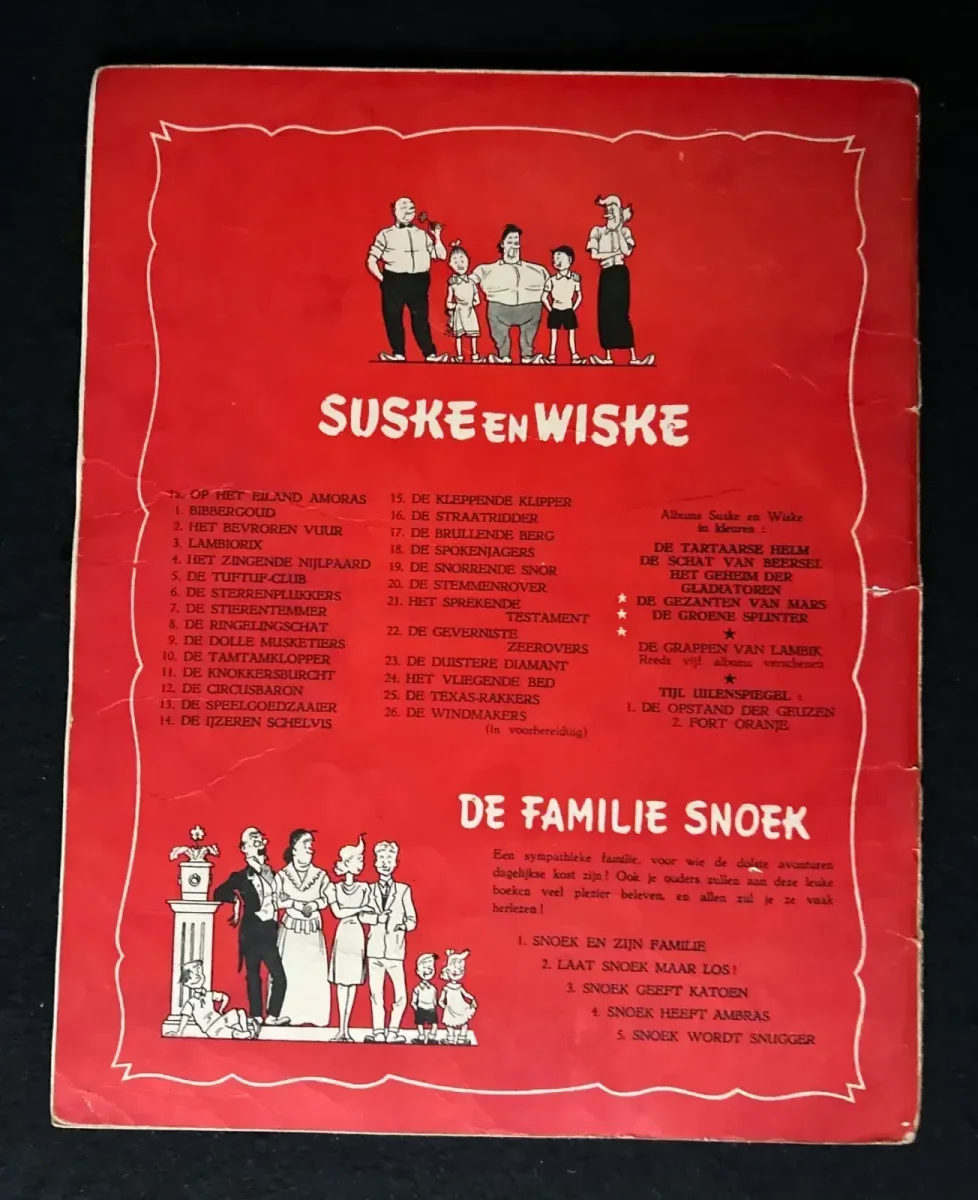 SUSKE EN WISKE
1a. OP HET EILAND AMORAS
1. BIBBERGOUD
2. HET BEVROREN VUUR
3. LAMBIORIX
4. HET ZINGENDE NIJLPAARD
5. DE TUFTUF-CLUB
6. DE STERRENPLUKKERS
7. DE STIERENTEMMER
8. DE RINGELINGSCHAT
9. DE DOLLE MUSKETIERS
10. DE TAMTAMKLOPPER
11. DE KNOKKERSBURCHT
12. DE CIRCUSBARON
13. DE SPEELGOEDZAAIER
14. DE IJZEREN SCHELVIS
15. DE KLEPPENDE KLIPPER
16. DE STRAATRIDDER
17. DE BRULLENDE BERG
18. DE SPOKENJAGERS
19. DE SNORRENDE SNOR
20. DE STEMMENROVER
21. HET SPREKENDE
TESTAMENT
22. DE GEVERNISTE
ZEEROVERS
23. DE DUISTERE DIAMANT
24. HET VLIEGENDE BED
25. DE TEXAS-RAKKERS
26. DE WINDMAKERS
(In voorbereiding)
Albums Suske en Wiske
in kleuren :
DE TARTAARSE HELM
DE SCHAT VAN BEERSEL
HET GEHEIM DER
GLADIATOREN
DE GEZANTEN VAN MARS
DE GROENE SPLINTER
DE GRAPPEN VAN LAMBIK
Reeds vijf albums verschenen
TIJL UILENSPIEGEL :
1. DE OPSTAND DER GEUZEN
2. FORT ORANJE
DE FAMILIE SNOEK
Een sympathieke familie, voor wie de dolste avonturen
dagelijkse kost zijn! Ook je ouders zullen aan deze leuke
boeken veel plezier beleven, en allen zul je ze vaak
herlezen!
1. SNOEK EN ZIJN FAMILIE
2. LAAT SNOEK MAAR LOS!
3. SNOEK GEEFT KATOEN
4. SNOEK HEEFT AMBRAS
5. SNOEK WORDT SNUGGER